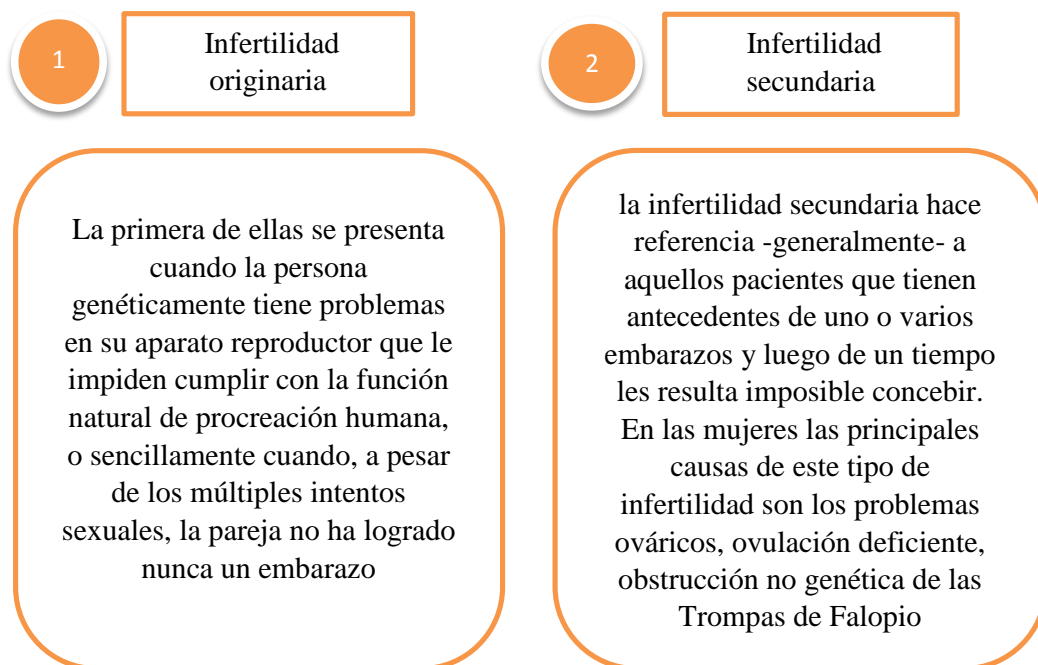 1
Infertilidad
originaria
La primera de ellas se presenta
cuando la persona
genéticamente tiene problemas
en su aparato reproductor que le
impiden cumplir con la función
natural de procreación humana,
o sencillamente cuando, a pesar
de los múltiples intentos
sexuales, la pareja no ha logrado
nunca un embarazo
2
Infertilidad
secundaria
la infertilidad secundaria hace
referencia -generalmente- a
aquellos pacientes que tienen
antecedentes de uno o varios
embarazos y luego de un tiempo
les resulta imposible concebir.
En las mujeres las principales
causas de este tipo de
infertilidad son los problemas
ováricos, ovulación deficiente,
obstrucción no genética de las
Trompas de Falopio